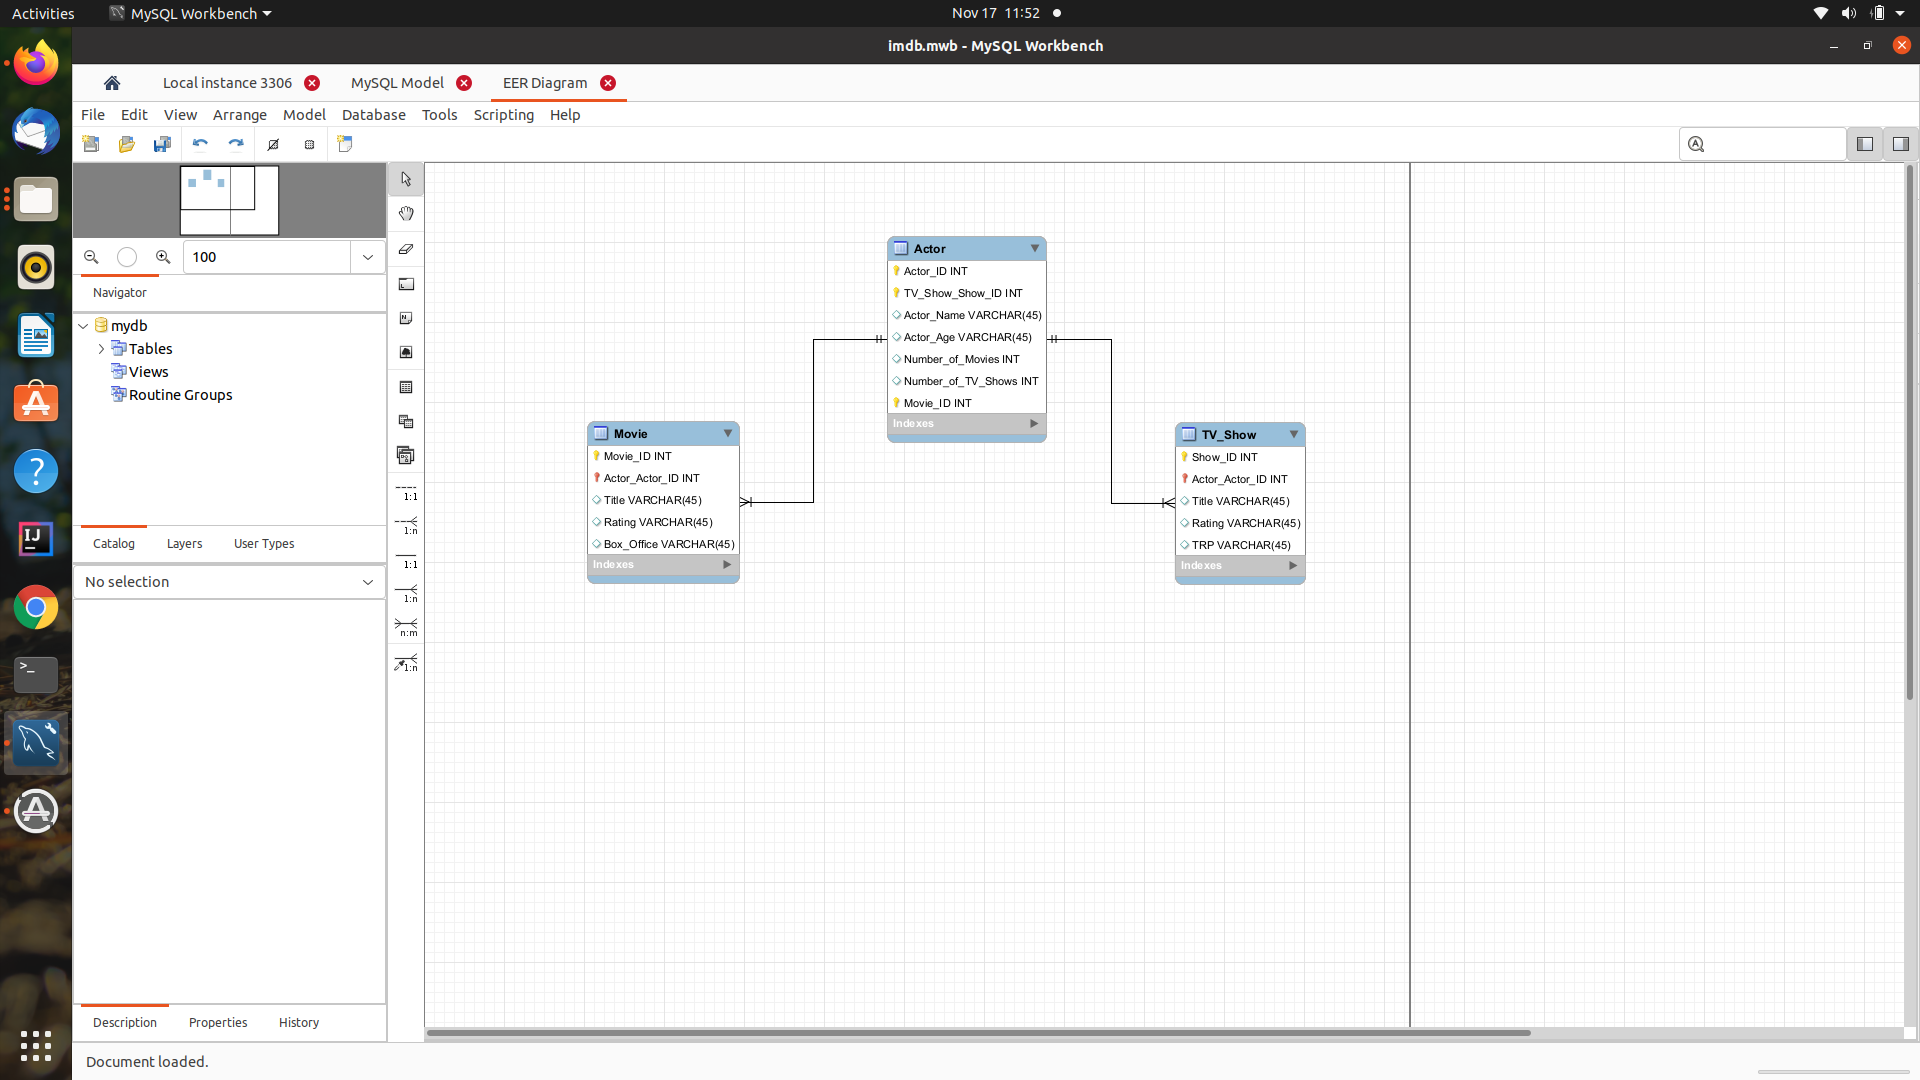 Activities MySQL Workbench Nov 17 11:52
imdb.mwb - MySQL Workbench
Local instance 3306 MySQL Model EER Diagram
File Edit View Arrange Model Database Tools Scripting Help
100
Navigator
mydb
Tables
Views
Routine Groups
Catalog Layers User Types
No selection
Description Properties History
Document loaded.
1:1
1:n
1:1
1:n
n:m
1:n
Actor
Actor_ID INT
TV_Show_Show_ID INT
Actor_Name VARCHAR(45)
Actor_Age VARCHAR(45)
Number_of_Movies INT
Number_of_TV_Shows INT
Movie_ID INT
Indexes
Movie
Movie_ID INT
Actor_Actor_ID INT
Title VARCHAR(45)
Rating VARCHAR(45)
Box_Office VARCHAR(45)
Indexes
TV_Show
Show_ID INT
Actor_Actor_ID INT
Title VARCHAR(45)
Rating VARCHAR(45)
TRP VARCHAR(45)
Indexes